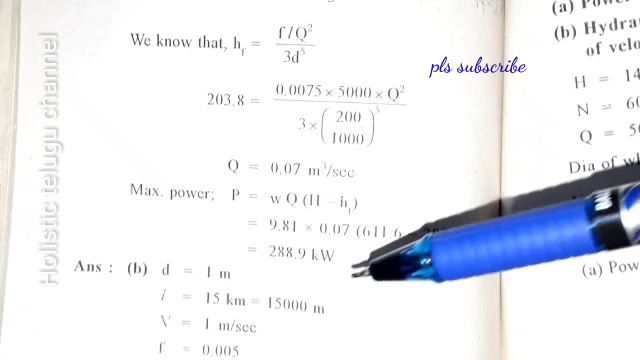 We know that, h_f = f l Q² / 3d⁵
pls subscribe
203.8 = 0.0075 × 5000 × Q² / 3 × (200 / 1000)⁵
Q = 0.07 m³/sec
Max. power; P = w Q (H − h_f)
= 9.81 × 0.07 (611.6
= 288.9 kW
Ans : (b) d = 1 m
l = 15 km = 15000 m
V = 1 m/sec
f = 0.005
Holistic telugu channel
(a)
(b) Hydra
of velo
H = 14
N = 60
Q = 50
Dia of
(a) Pow